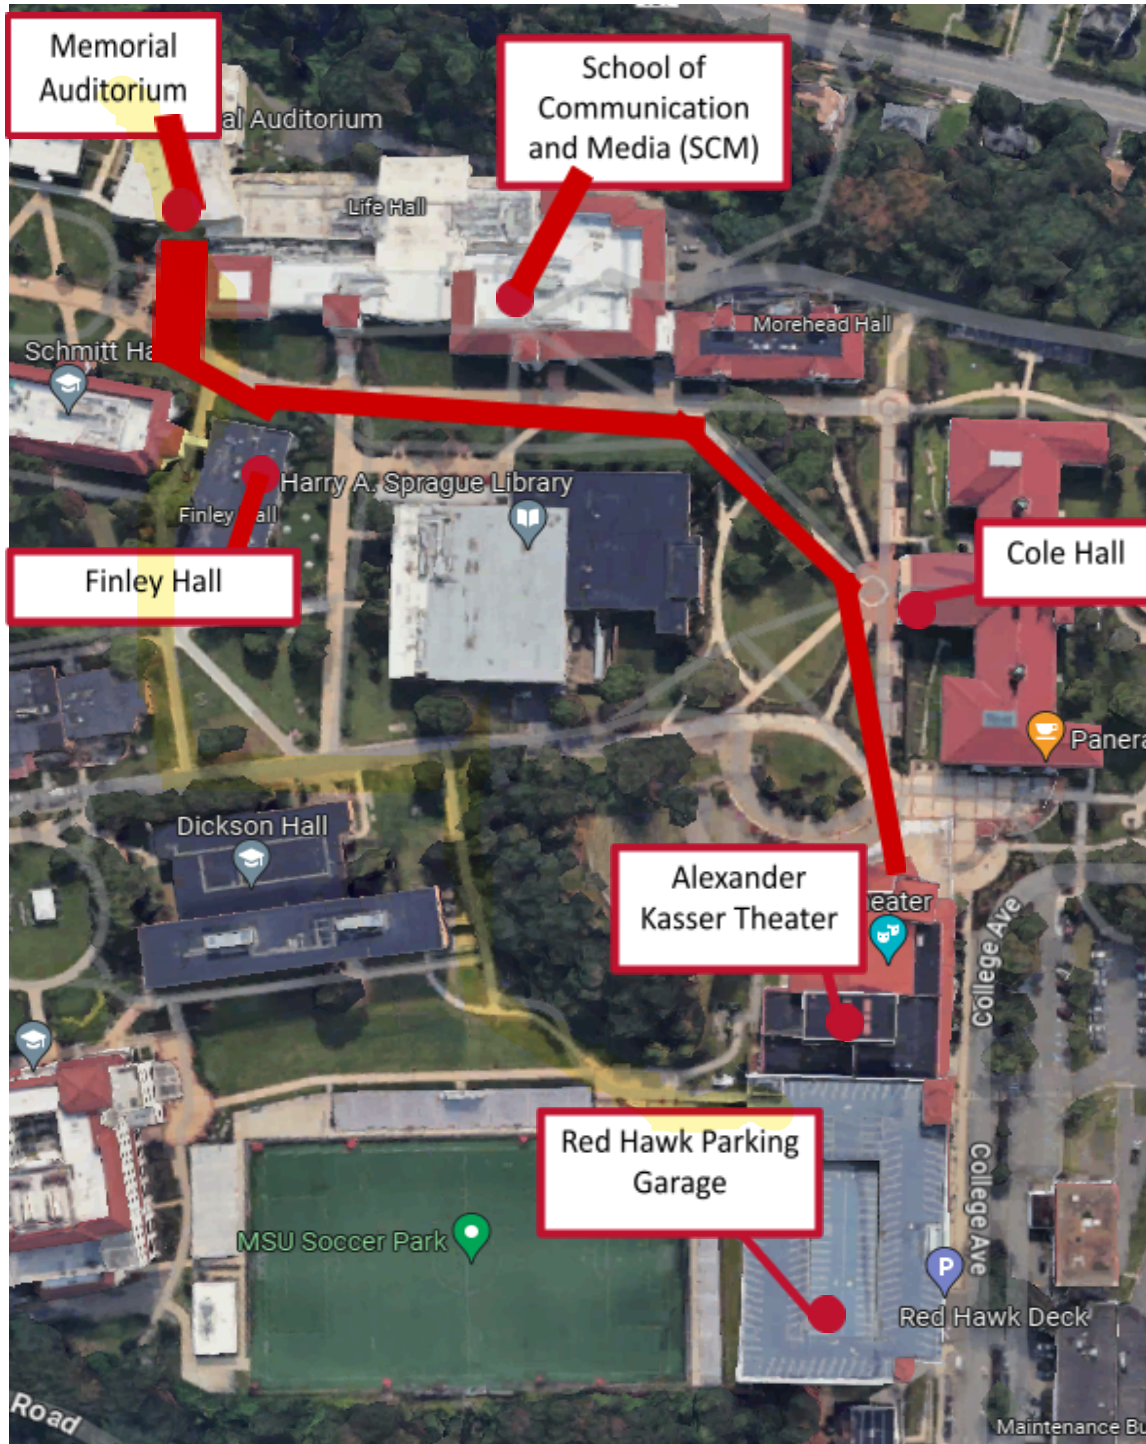 Memorial
Auditorium
al Auditorium
School of
Communication
and Media (SCM)
Life Hall
Morehead Hall
Schmitt Ha
Harry A. Sprague Library
Finley Hall
Finley Hall
Cole Hall
Panera
Dickson Hall
Alexander
Kasser Theater
eater
College Ave
Red Hawk Parking
Garage
MSU Soccer Park
College Ave
P
Red Hawk Deck
Road
Maintenance B